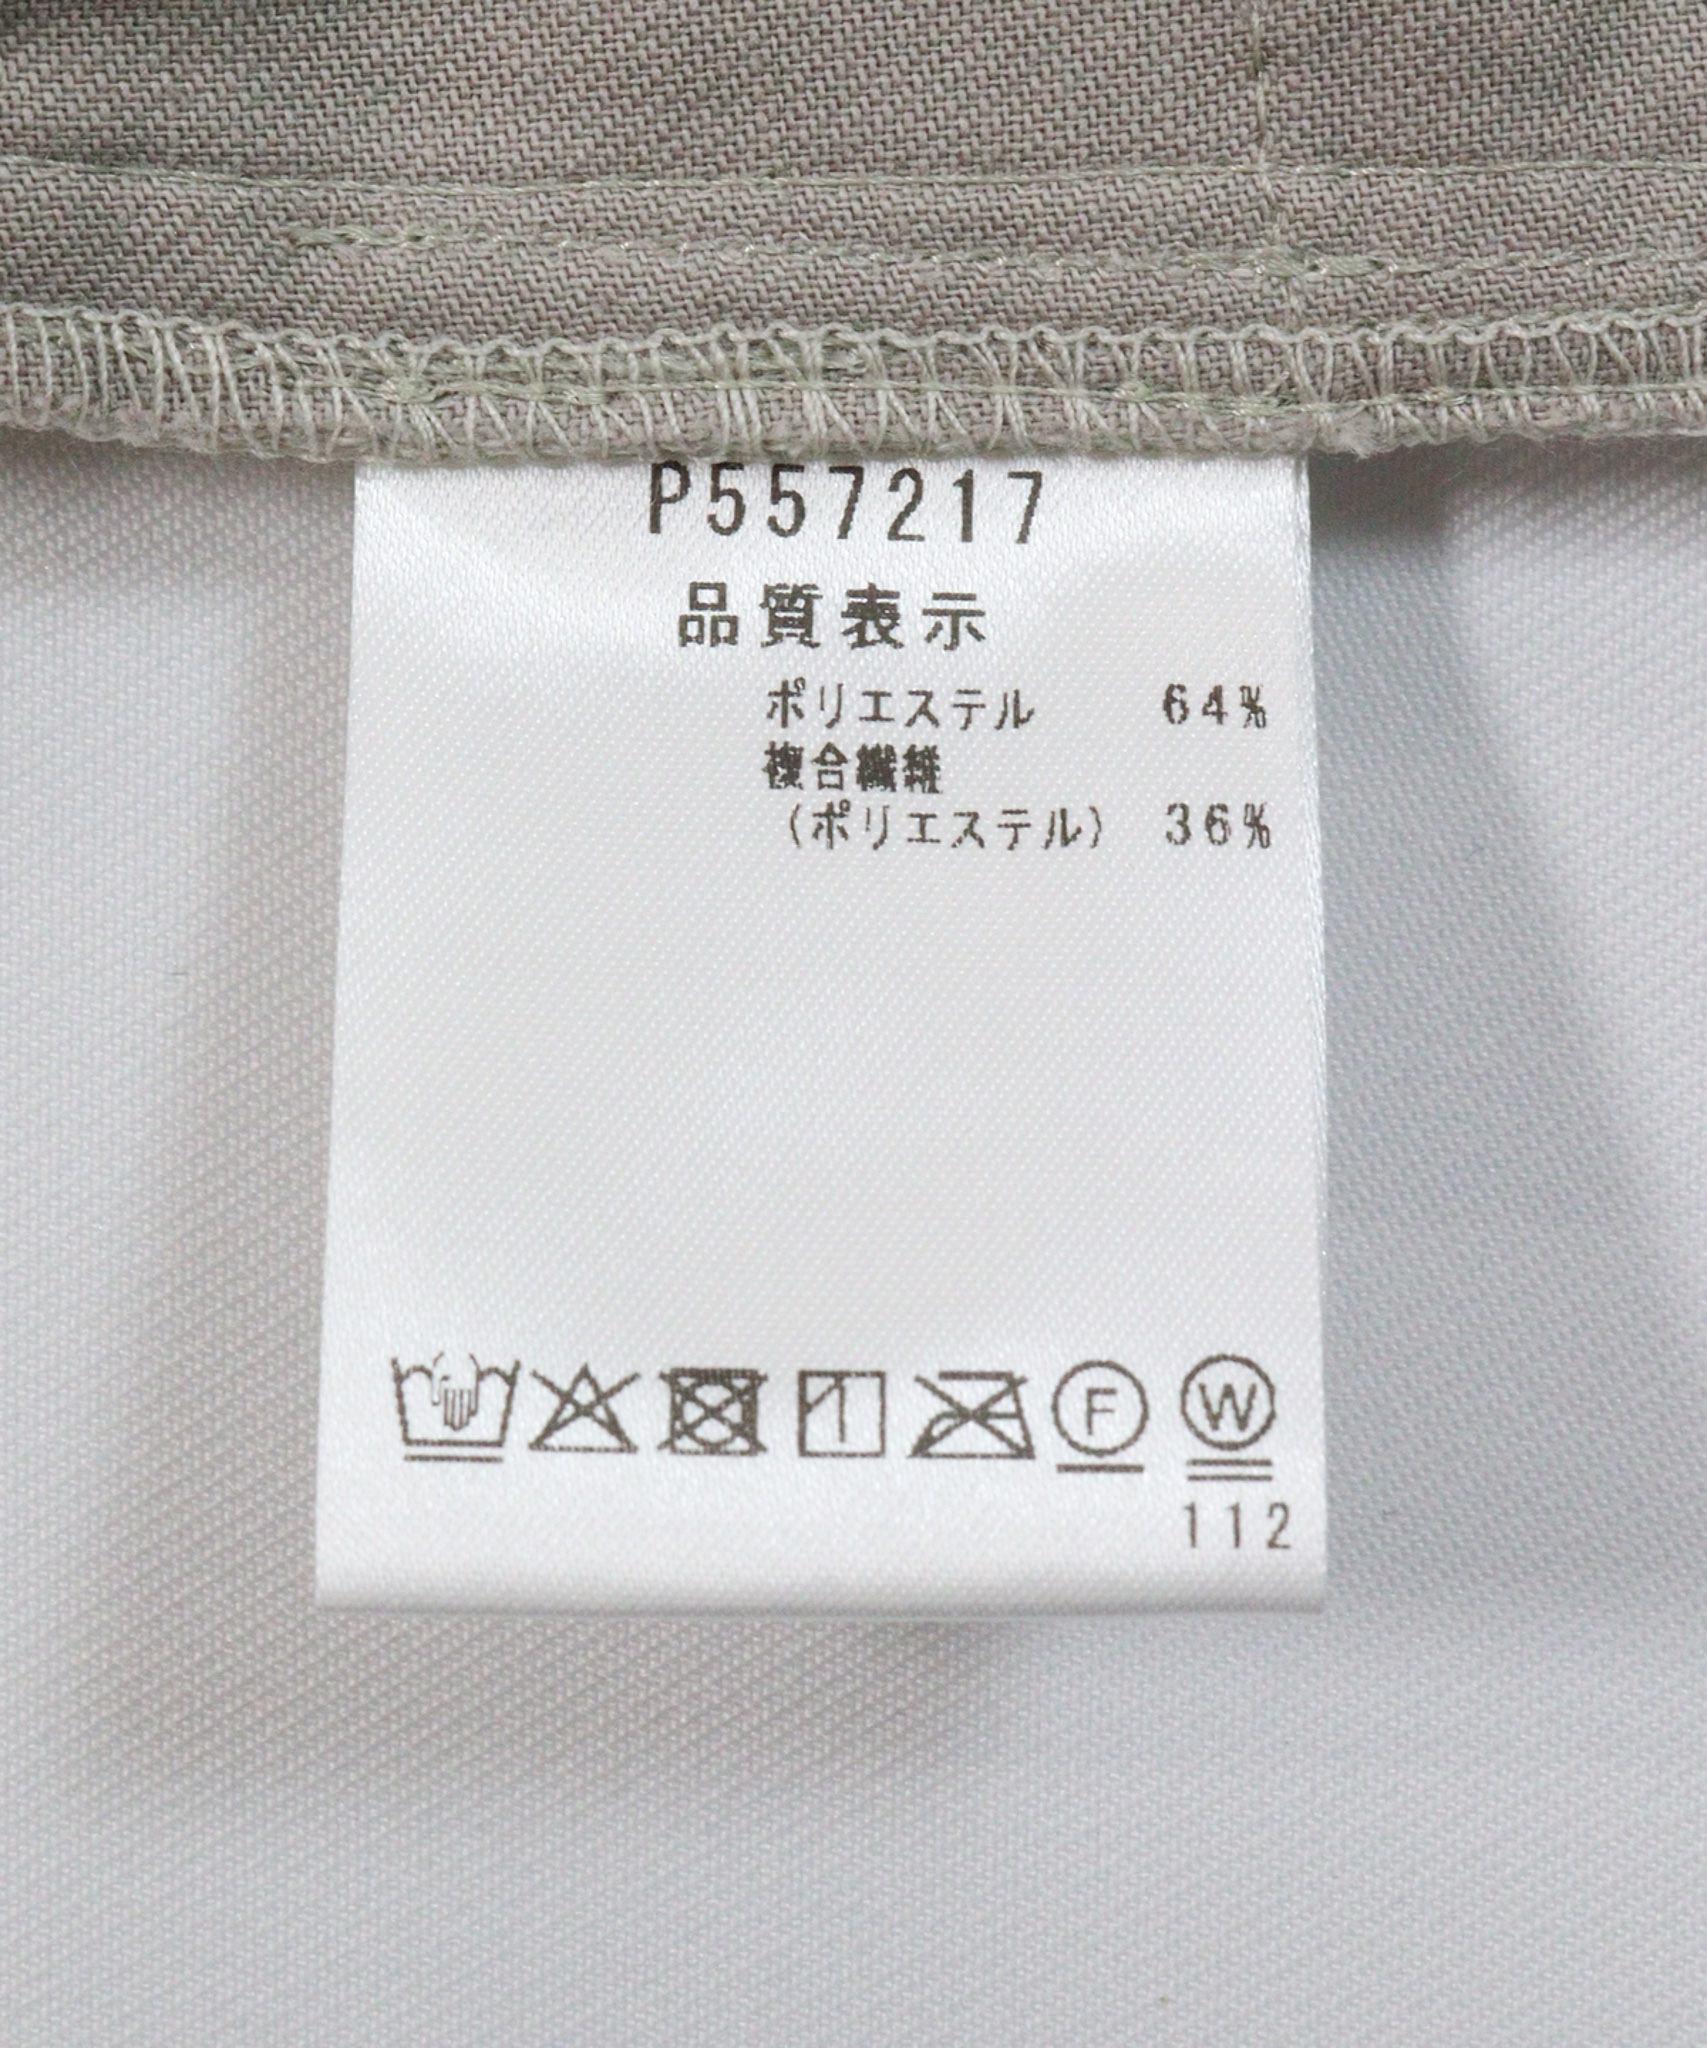 P557217
品質表示
ポリエステル 64%
複合繊維
(ポリエステル) 36%
1
F W
112